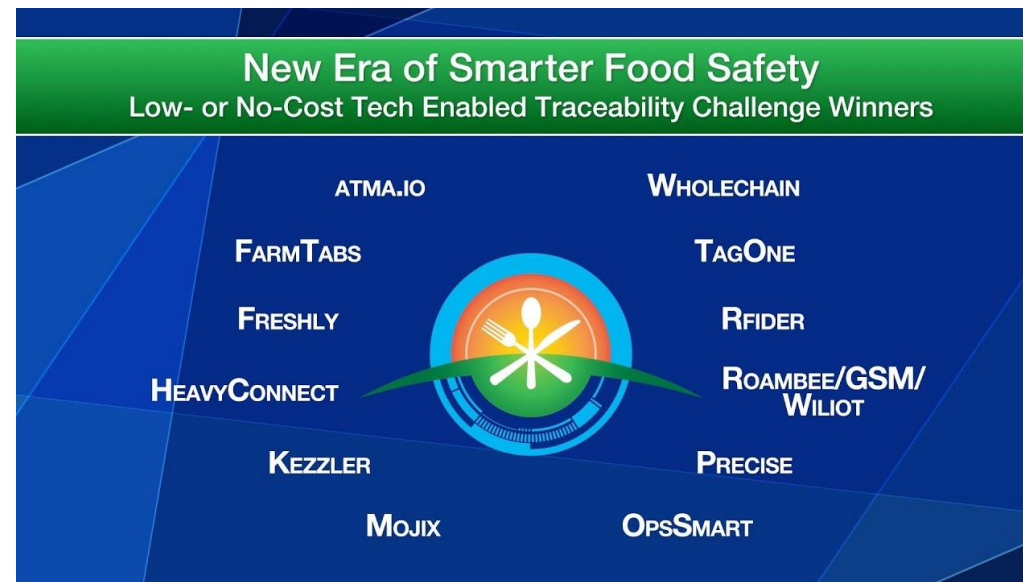 New Era of Smarter Food Safety
Low- or No-Cost Tech Enabled Traceability Challenge Winners
ATMA.IO
WHOLECHAIN
FARMTABS
TAGONE
FRESHLY
RFIDER
HEAVYCONNECT
ROAMBEE/GSM/
WILIOT
KEZZLER
PRECISE
MOJIX
OPSSMART